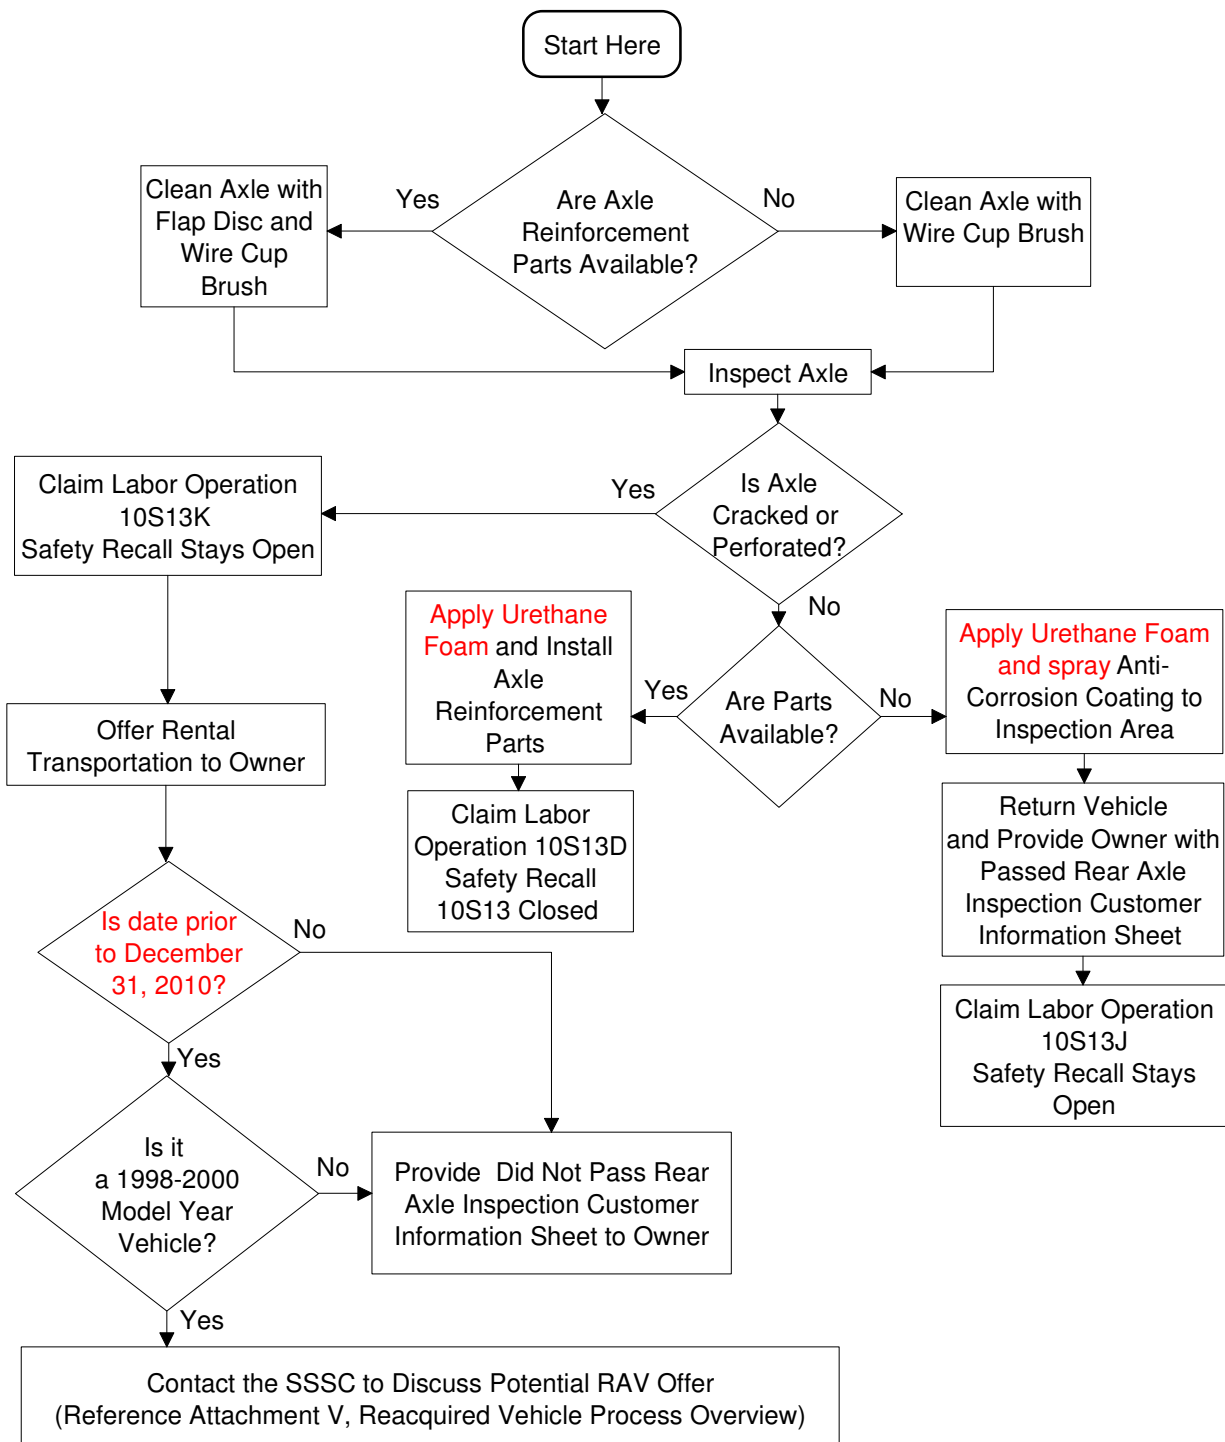 Start Here
Are Axle
Reinforcement
Parts Available?
Yes
No
Clean Axle with
Flap Disc and
Wire Cup
Brush
Clean Axle with
Wire Cup Brush
Inspect Axle
Is Axle
Cracked or
Perforated?
Yes
No
Claim Labor Operation
10S13K
Safety Recall Stays Open
Offer Rental
Transportation to Owner
Are Parts
Available?
Yes
No
Apply Urethane
Foam and Install
Axle
Reinforcement
Parts
Claim Labor
Operation 10S13D
Safety Recall
10S13 Closed
Apply Urethane Foam
and spray Anti-
Corrosion Coating to
Inspection Area
Return Vehicle
and Provide Owner with
Passed Rear Axle
Inspection Customer
Information Sheet
Claim Labor Operation
10S13J
Safety Recall Stays
Open
Is date prior
to December
31, 2010?
No
Yes
Is it
a 1998-2000
Model Year
Vehicle?
No
Yes
Provide Did Not Pass Rear
Axle Inspection Customer
Information Sheet to Owner
Contact the SSSC to Discuss Potential RAV Offer
(Reference Attachment V, Reacquired Vehicle Process Overview)